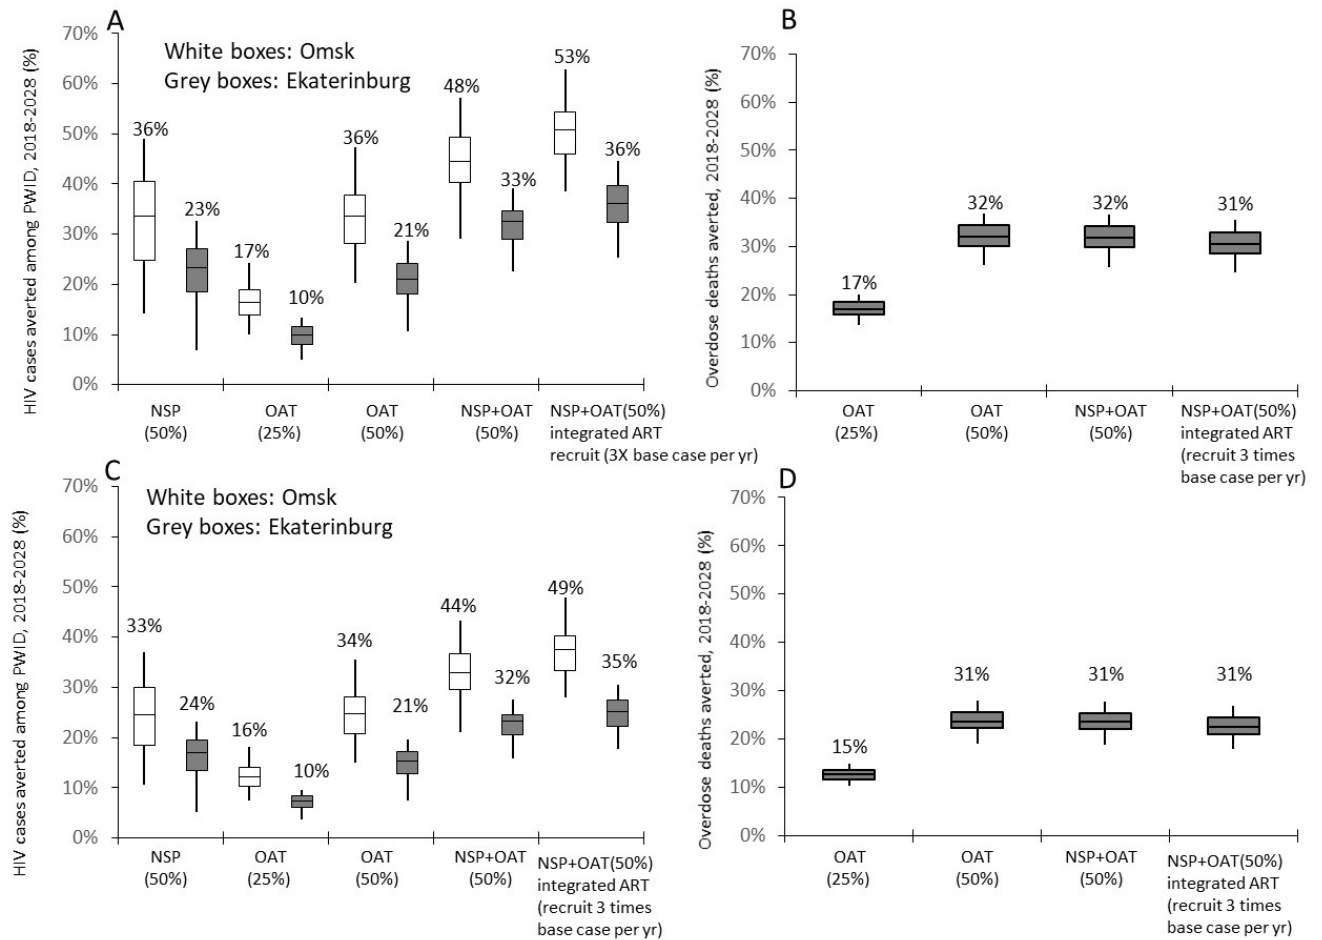 A
HIV cases averted among PWID, 2018-2028 (%)
70%
60%
50%
40%
30%
20%
10%
0%
White boxes: Omsk
Grey boxes: Ekaterinburg
36%
23%
17%
10%
36%
21%
48%
33%
53%
36%
NSP
(50%)
OAT
(25%)
OAT
(50%)
NSP+OAT
(50%)
NSP+OAT(50%)
integrated ART
recruit (3X base case per yr)
B
Overdose deaths averted, 2018-2028 (%)
70%
60%
50%
40%
30%
20%
10%
0%
17%
32%
32%
31%
OAT
(25%)
OAT
(50%)
NSP+OAT
(50%)
NSP+OAT(50%)
integrated ART
(recruit 3 times
base case per yr)
C
HIV cases averted among PWID, 2018-2028 (%)
70%
60%
50%
40%
30%
20%
10%
0%
White boxes: Omsk
Grey boxes: Ekaterinburg
33%
24%
16%
10%
34%
21%
44%
32%
49%
35%
NSP
(50%)
OAT
(25%)
OAT
(50%)
NSP+OAT
(50%)
NSP+OAT(50%)
integrated ART
(recruit 3 times
base case per yr)
D
Overdose deaths averted, 2018-2028 (%)
70%
60%
50%
40%
30%
20%
10%
0%
15%
31%
31%
31%
OAT
(25%)
OAT
(50%)
NSP+OAT
(50%)
NSP+OAT(50%)
integrated ART
(recruit 3 times
base case per yr)